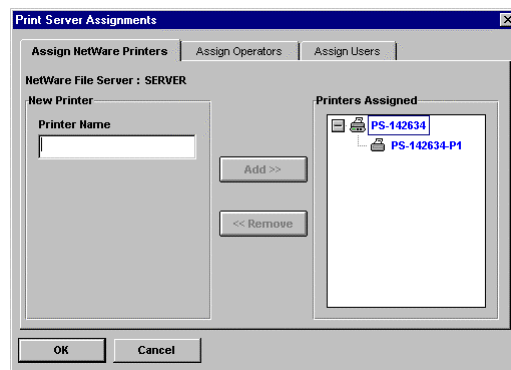 Print Server Assignments
Assign NetWare Printers
Assign Operators
Assign Users
NetWare File Server : SERVER
New Printer
Printer Name
Add >>
<< Remove
Printers Assigned
PS-142634
PS-142634-P1
OK
Cancel